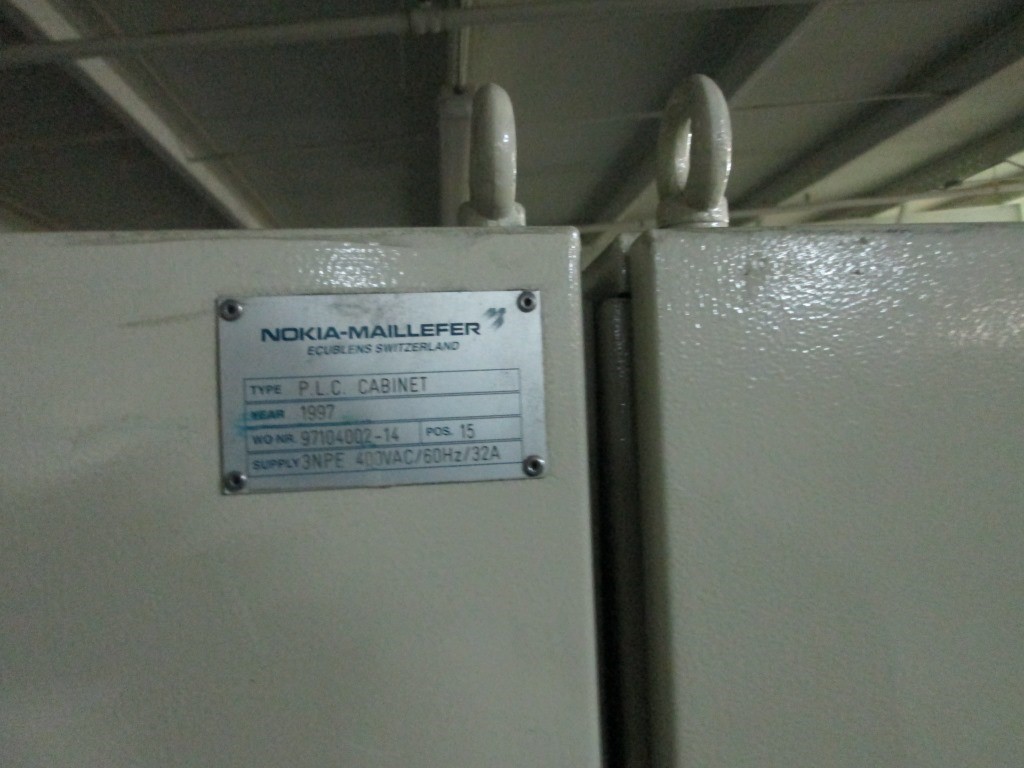 NOKIA-MAILLEFER
ECUBLENS SWITZERLAND
TYPE P.L.C. CABINET
YEAR 1997
WO NR. 97104002-14 POS. 15
SUPPLY 3NPE 400VAC/60Hz/32A